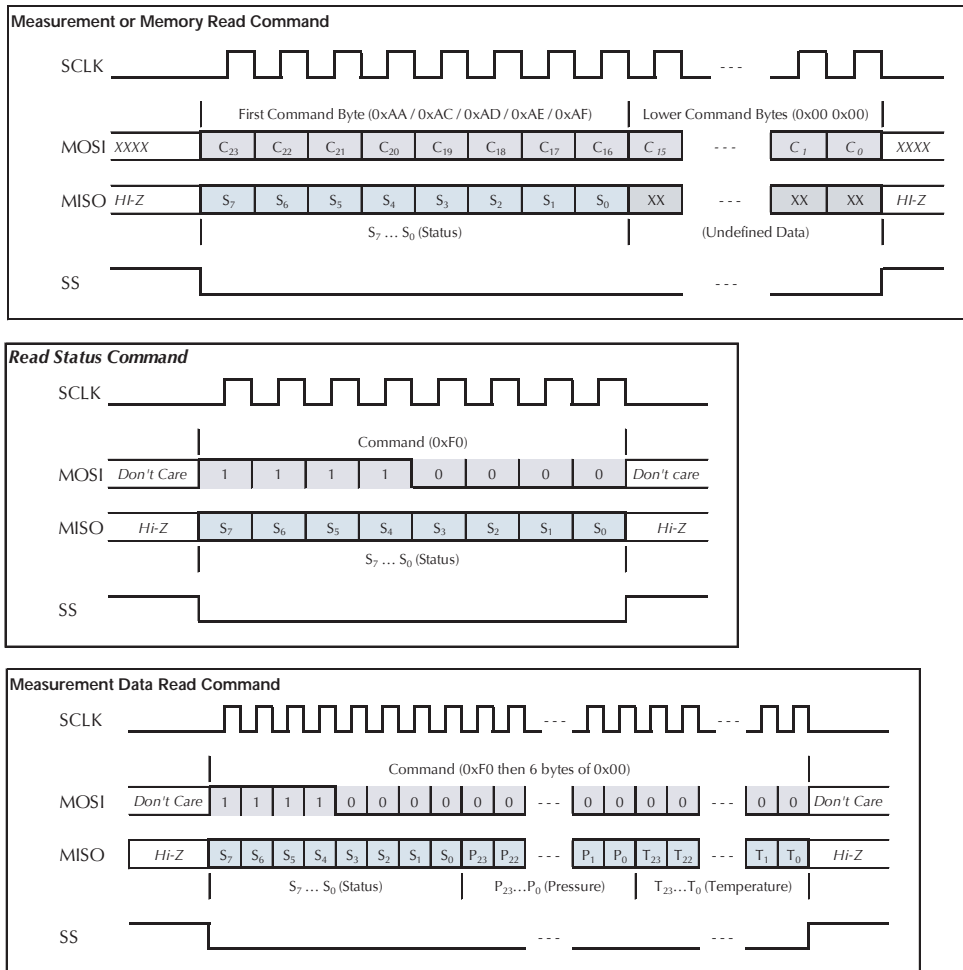 Measurement or Memory Read Command
SCLK - - -
First Command Byte (0xAA / 0xAC / 0xAD / 0xAE / 0xAF) Lower Command Bytes (0x00 0x00)
MOSI XXXX C23 C22 C21 C20 C19 C18 C17 C16 C15 - - - C1 C0 XXXX
MISO HI-Z S7 S6 S5 S4 S3 S2 S1 S0 XX - - - XX XX HI-Z
S7 ... S0 (Status) (Undefined Data)
SS - - -
Read Status Command
SCLK
Command (0xF0)
MOSI Don't Care 1 1 1 1 0 0 0 0 Don't care
MISO Hi-Z S7 S6 S5 S4 S3 S2 S1 S0 Hi-Z
S7 ... S0 (Status)
SS
Measurement Data Read Command
SCLK - - - - - -
Command (0xF0 then 6 bytes of 0x00)
MOSI Don't Care 1 1 1 1 0 0 0 0 0 0 - - - 0 0 0 0 - - - 0 0 Don't Care
MISO Hi-Z S7 S6 S5 S4 S3 S2 S1 S0 P23 P22 - - - P1 P0 T23 T22 - - - T1 T0 Hi-Z
S7 ... S0 (Status) P23...P0 (Pressure) T23...T0 (Temperature)
SS - - - - - -